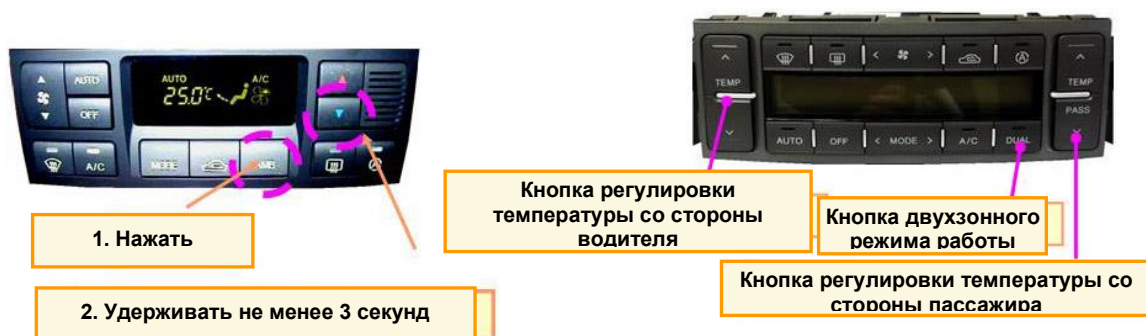 AUTO
OFF
AUTO
A/C
25.0°C
A/C
MODE
AMB
TEMP
TEMP
PASS
AUTO
OFF
< MODE >
A/C
DUAL
1. Нажать
2. Удерживать не менее 3 секунд
Кнопка регулировки
температуры со стороны
водителя
Кнопка двухзонного
режима работы
Кнопка регулировки температуры со
стороны пассажира